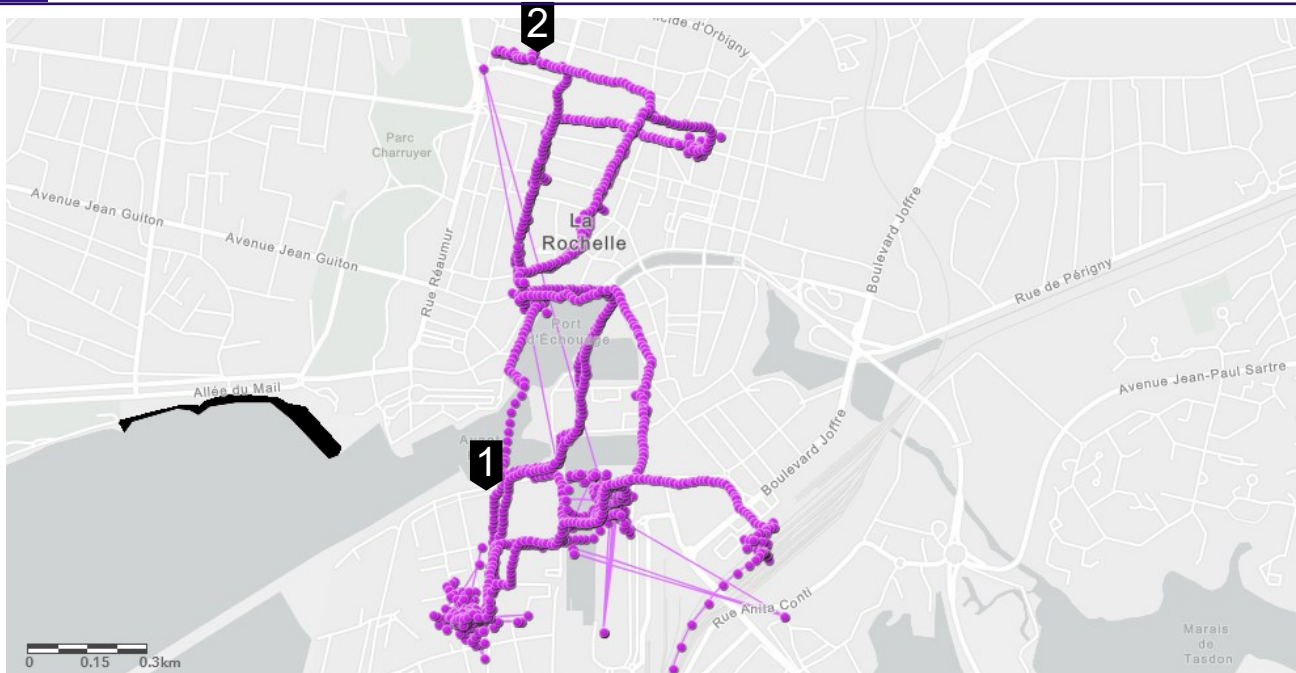 2
cide d'Orbigny
Parc
Charruyer
Avenue Jean Guiton
Avenue Jean Guiton
Rue Réaumur
La
Rochelle
Boulevard Joffre
Rue de Périgny
Port
d'Échouage
Allée du Mail
Avenue Jean-Paul Sartre
1
Boulevard Joffre
Rue Anita Conti
Marais
de
Tasdon
0 0.15 0.3km